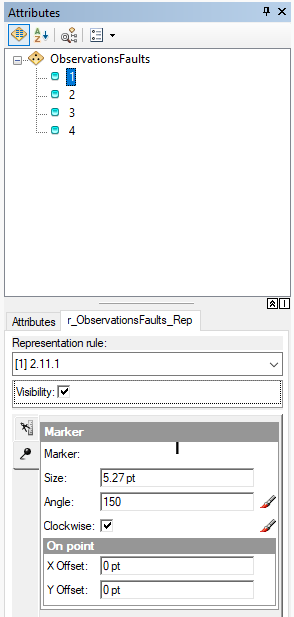 Attributes
ObservationsFaults
1
2
3
4
Attributes r_ObservationsFaults_Rep
Representation rule:
[1] 2.11.1
Visibility:
Marker
Marker:
Size: 5.27 pt
Angle: 150
Clockwise:
On point
X Offset: 0 pt
Y Offset: 0 pt